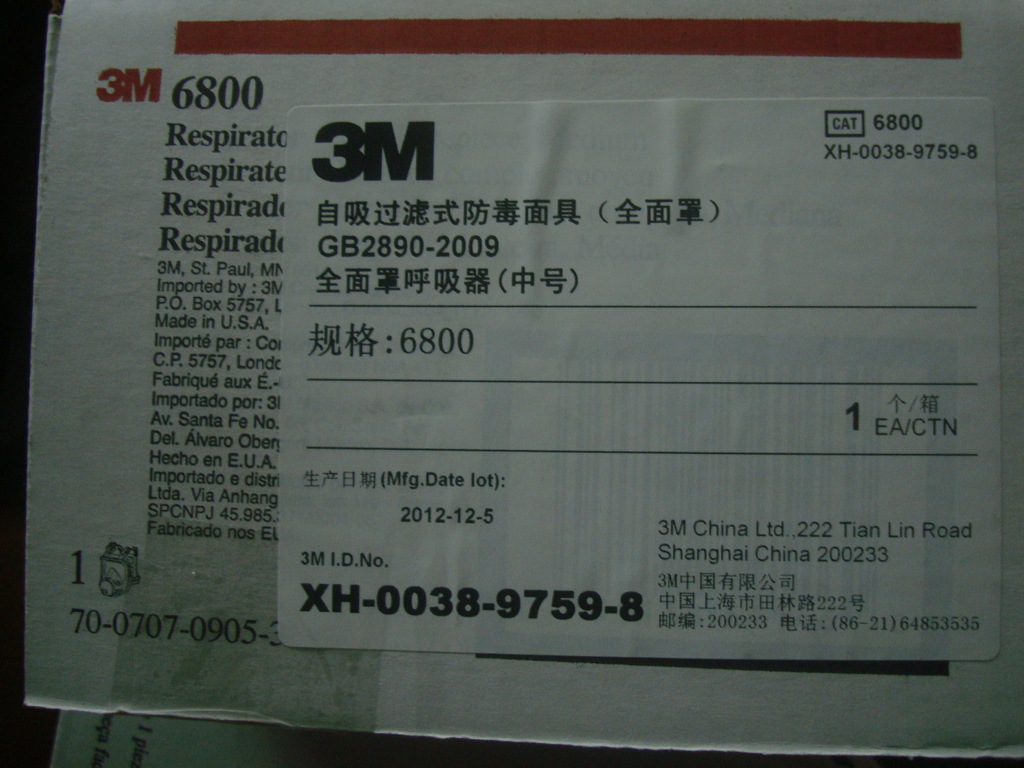 3M 6800
Respirato
Respirate
Respirado
Respirado
3M, St. Paul, MN
Imported by : 3M
P.O. Box 5757, L
Made in U.S.A.
Importé par : Co
C.P. 5757, Londo
Fabriqué aux É.-
Importado por: 3
Av. Santa Fe No.
Del. Álvaro Obre
Hecho en E.U.A.
Importado e distri
Ltda. Via Anhang
SPCNPJ 45.985.
Fabricado nos EU
1
70-0707-0905-3
3M
CAT 6800
XH-0038-9759-8
自吸过滤式防毒面具（全面罩）
GB2890-2009
全面罩呼吸器(中号)
规格:6800
1 个/箱
EA/CTN
生产日期(Mfg.Date lot):
2012-12-5
3M I.D.No.
XH-0038-9759-8
3M China Ltd.,222 Tian Lin Road
Shanghai China 200233
3M中国有限公司
中国上海市田林路222号
邮编:200233 电话:(86-21)64853535
1 piez